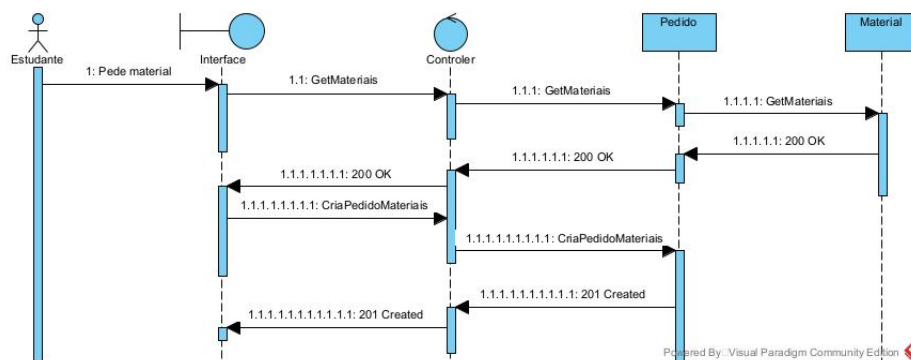 Estudante
Interface
Controler
Pedido
Material
1: Pede material
1.1: GetMateriais
1.1.1: GetMateriais
1.1.1.1: GetMateriais
1.1.1.1.1: 200 OK
1.1.1.1.1.1: 200 OK
1.1.1.1.1.1.1: 200 OK
1.1.1.1.1.1.1.1: CriaPedidoMateriais
1.1.1.1.1.1.1.1.1: CriaPedidoMateriais
1.1.1.1.1.1.1.1.1.1: 201 Created
1.1.1.1.1.1.1.1.1.1.1: 201 Created
Powered By Visual Paradigm Community Edition